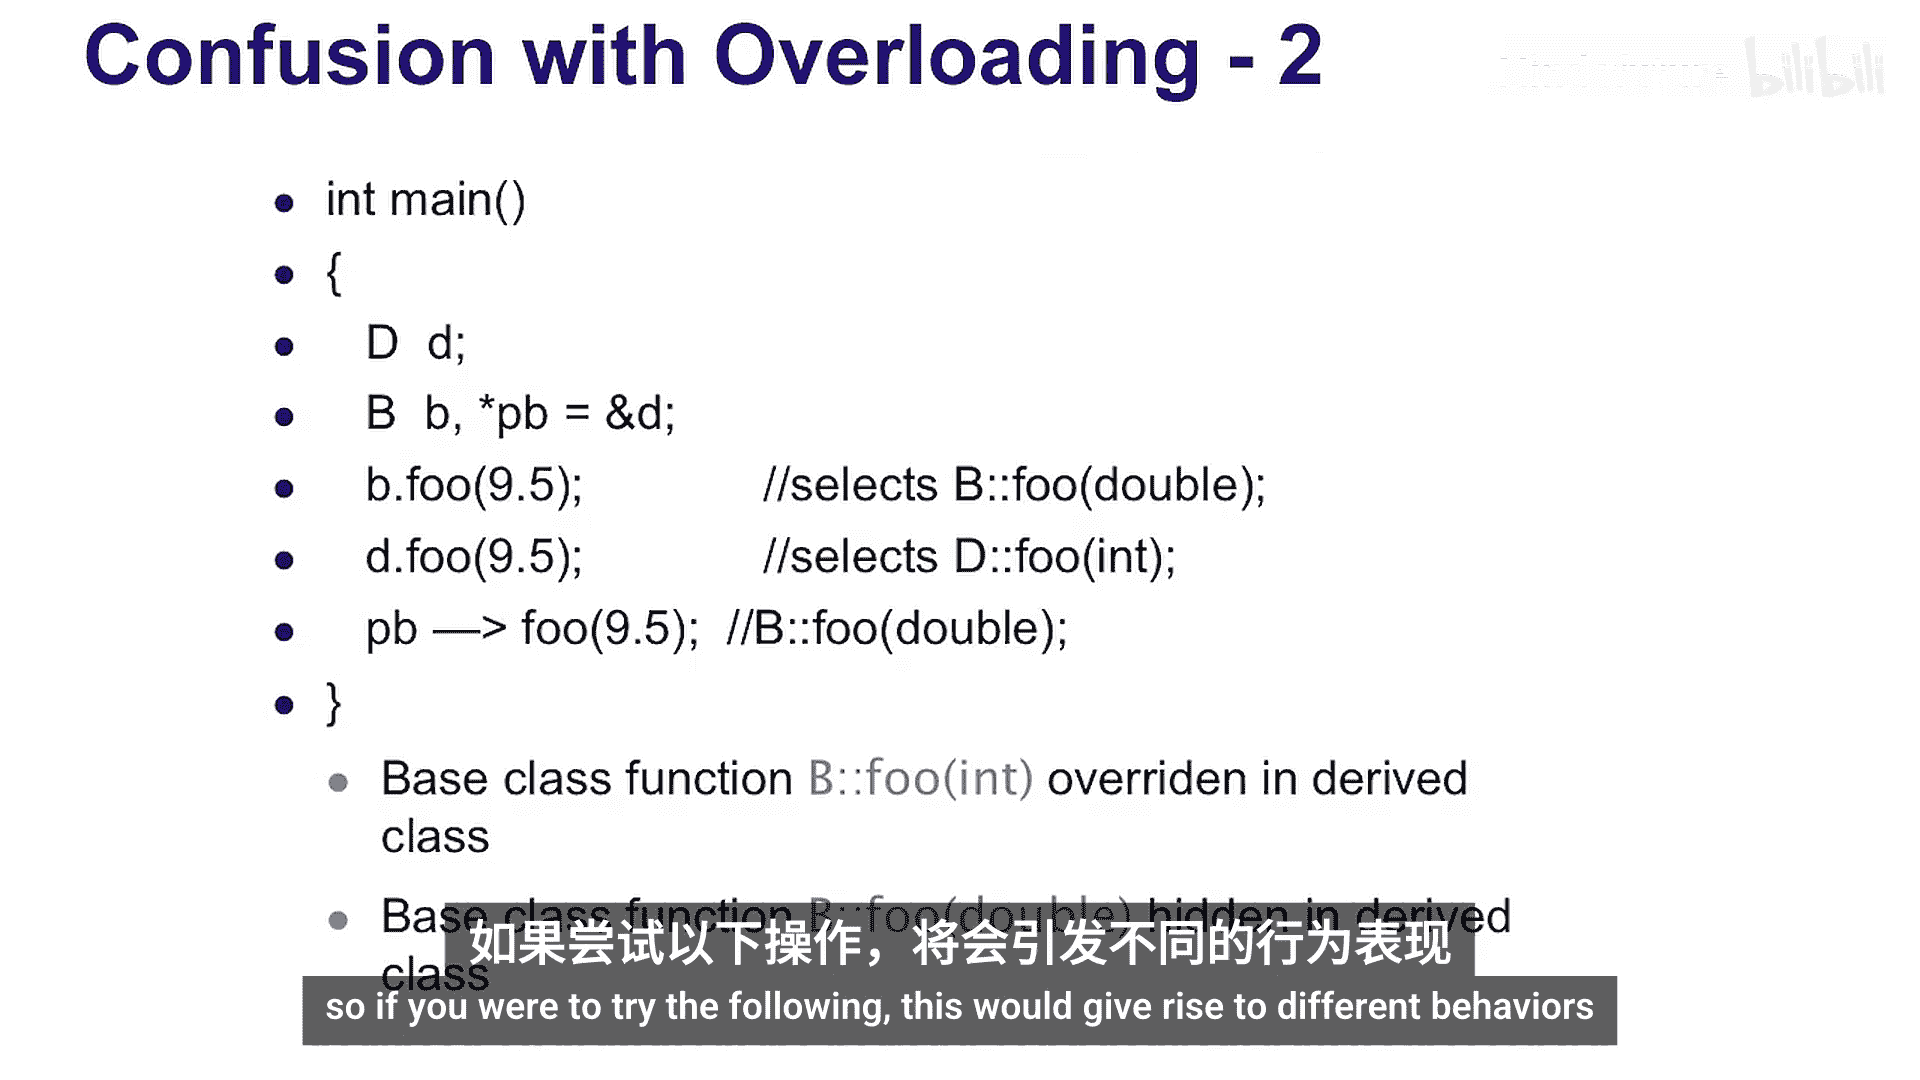 Confusion with Overloading - 2
bilibili
int main()
{
D d;
B b, *pb = &d;
b.foo(9.5); //selects B::foo(double);
d.foo(9.5); //selects D::foo(int);
pb —> foo(9.5); //B::foo(double);
}
Base class function B::foo(int) overriden in derived
class
Base class function B::foo(double) hidden in derived
class
如果尝试以下操作，将会引发不同的行为表现
so if you were to try the following, this would give rise to different behaviors